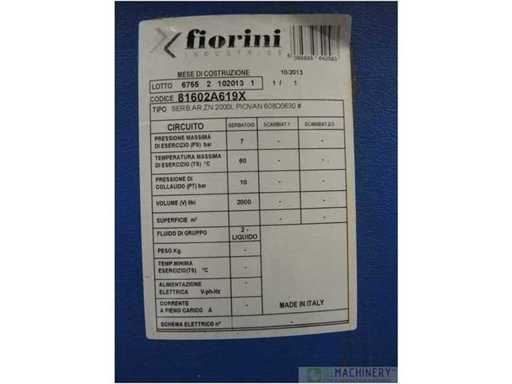 fiorini
INDUSTRIES
MESE DI COSTRUZIONE 10/2013
LOTTO 6755 2 102013 1 1 / 1
CODICE 81602A619X
TIPO SERB.AR.ZN 2000L PIOVAN 608D0630 #
CIRCUITO SERBATOIO SCAMBIAT.1 SCAMBIAT.2/3
PRESSIONE MASSIMA
DI ESERCIZIO (PS) bar 7 - -
TEMPERATURA MASSIMA
DI ESERCIZIO (TS) °C 90 - -
PRESSIONE DI
COLLAUDO (PT) bar 10 - -
VOLUME (V) litri 2000 - -
SUPERFICIE m² - -
FLUIDO DI GRUPPO 2 -
LIQUIDO
PESO Kg. -
TEMP.MINIMA
ESERCIZIO(TS) °C -
ALIMENTAZIONE
ELETTRICA V-ph-Hz -
CORRENTE
A PIENO CARICO A -
MADE IN ITALY
SCHEMA ELETTRICO n° -
MACHINERY